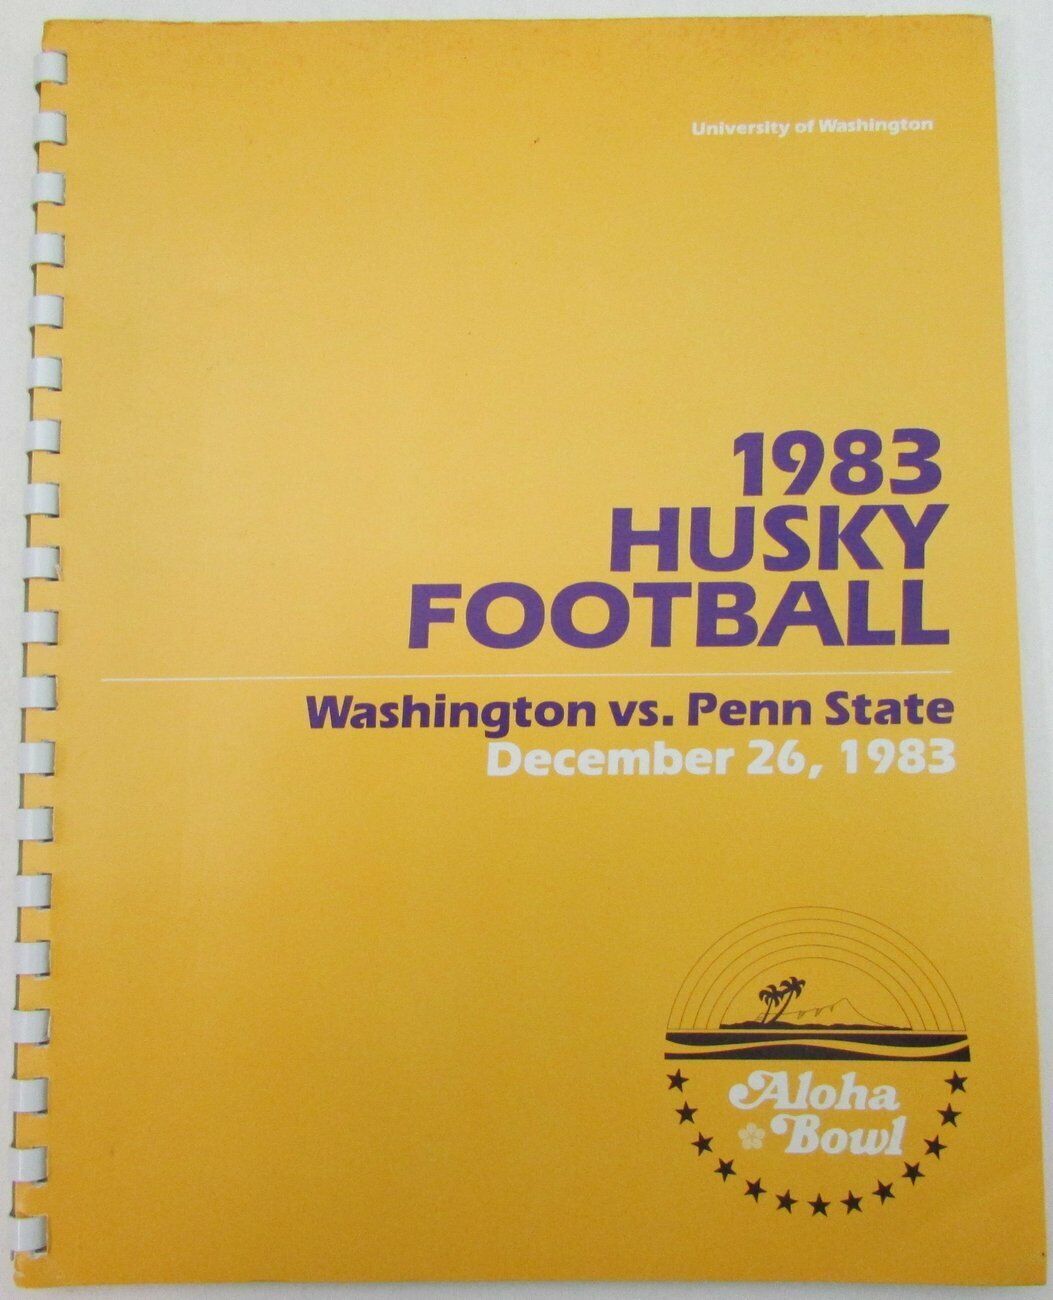 University of Washington
1983
HUSKY
FOOTBALL
Washington vs. Penn State
December 26, 1983
Aloha
Bowl